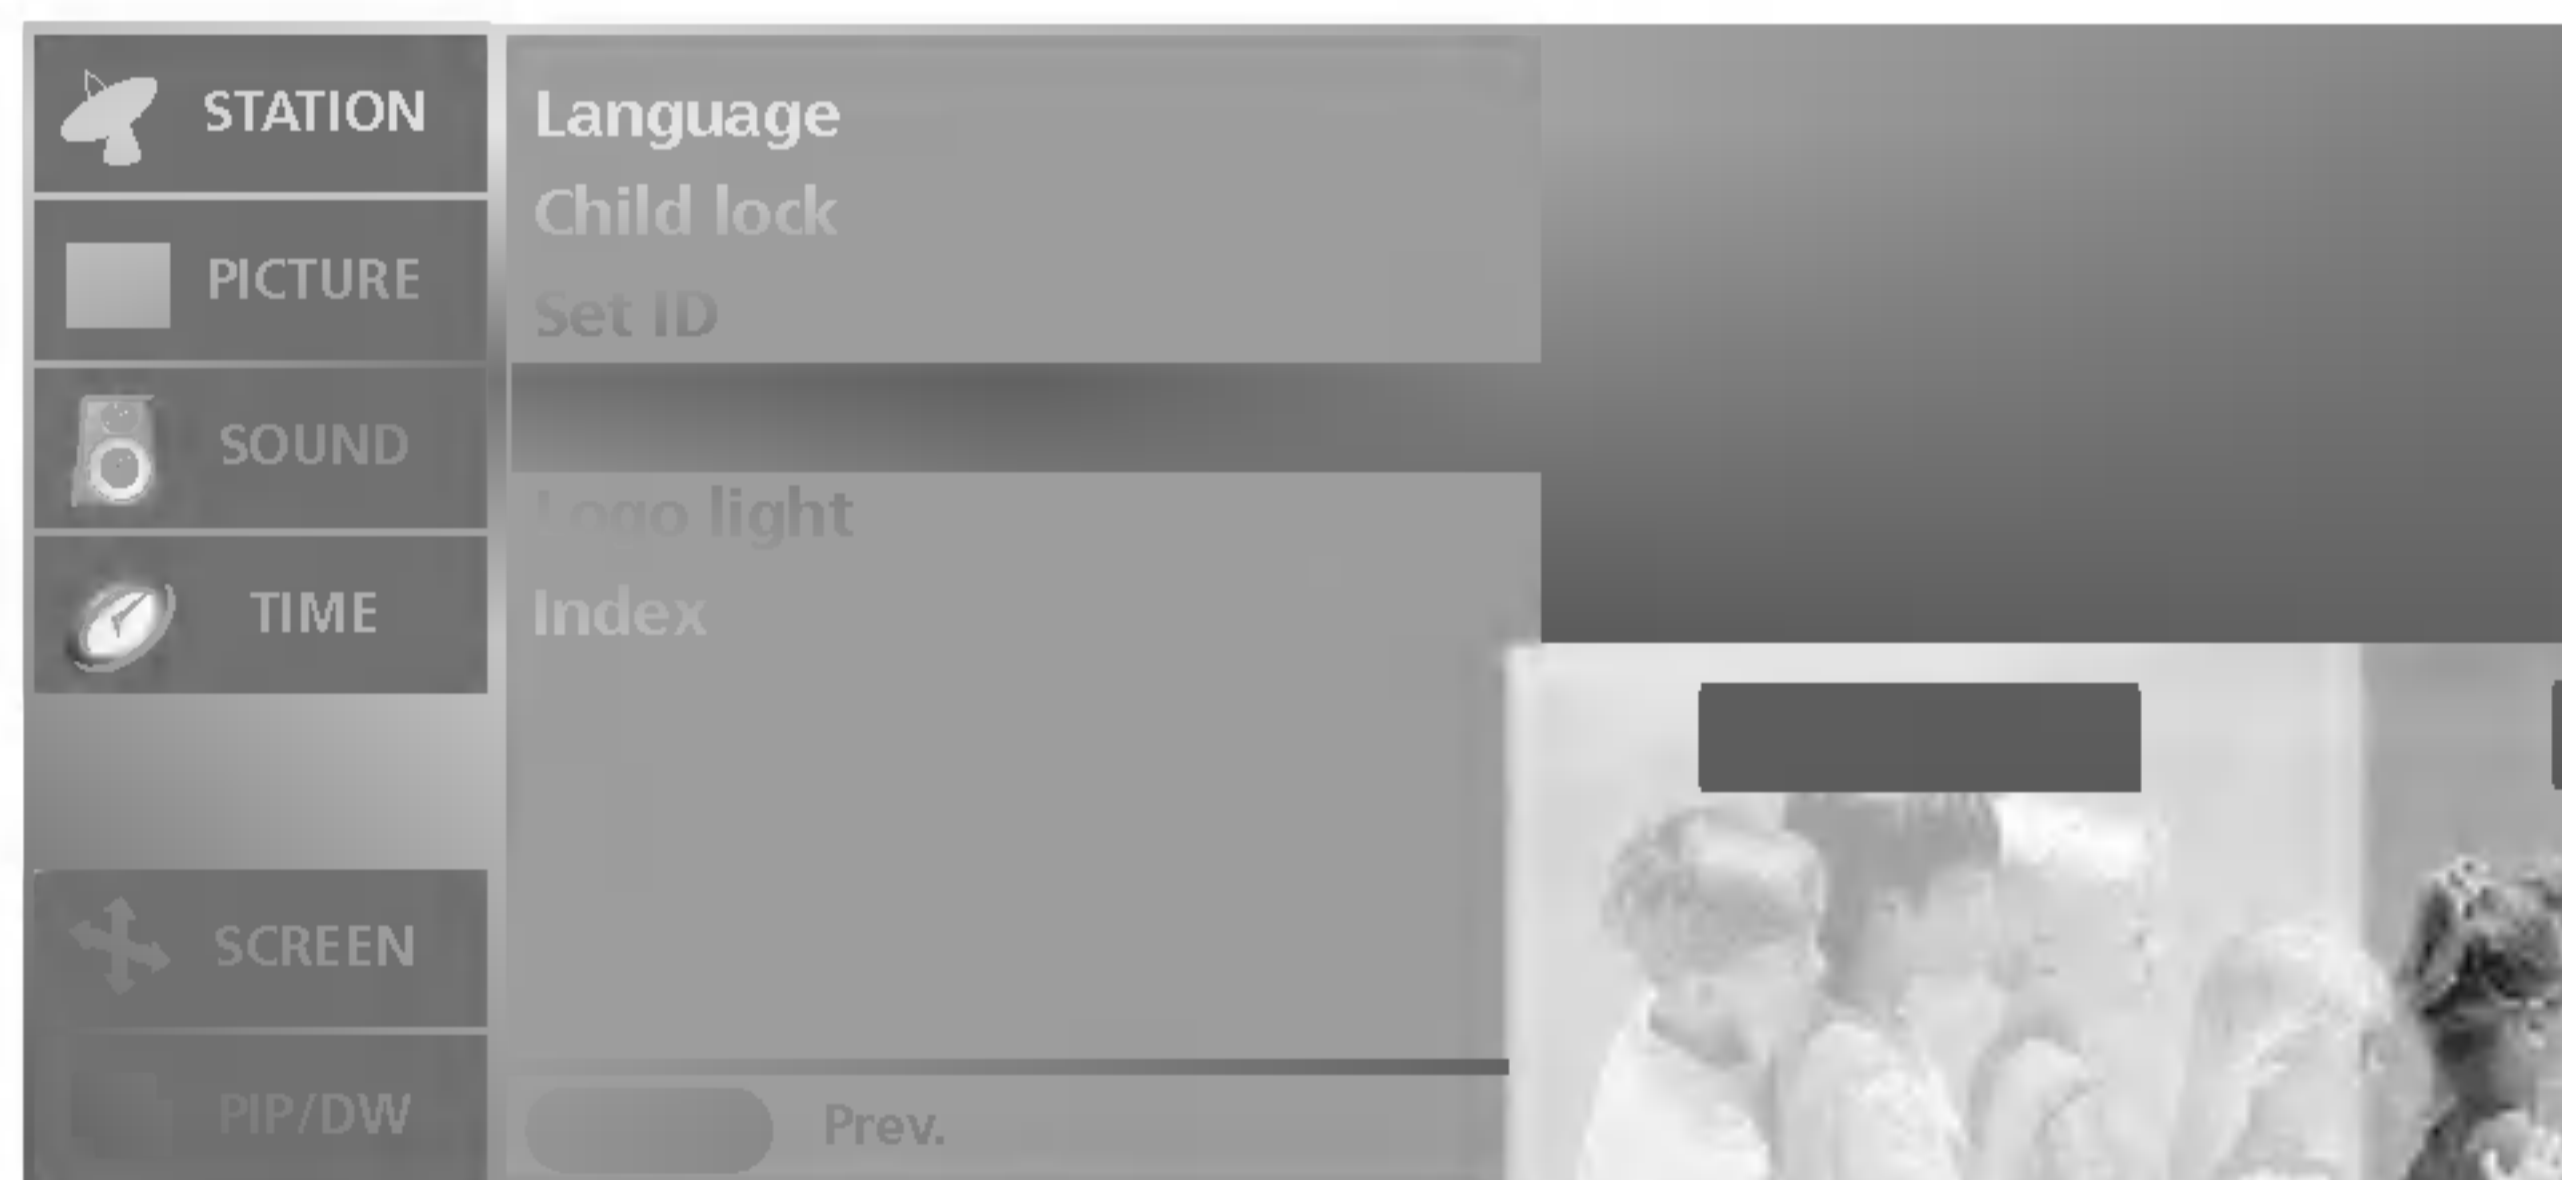 STATION
PICTURE
SOUND
TIME
SCREEN
PIP/DW
Language
Child lock
Set ID
Logo light
Index
Prev.